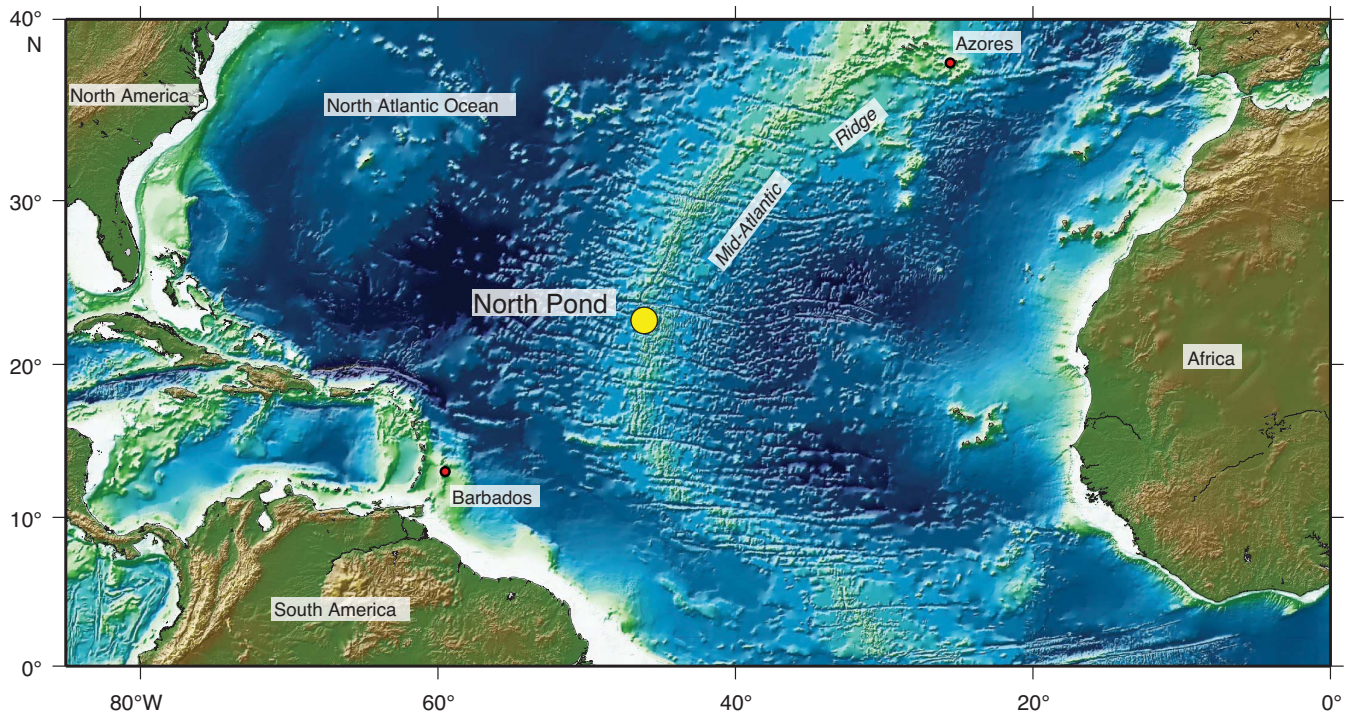 40°
N
Azores
North America
North Atlantic Ocean
Ridge
30°
Mid-Atlantic
North Pond
20°
Africa
Barbados
10°
South America
0°
80°W
60°
40°
20°
0°